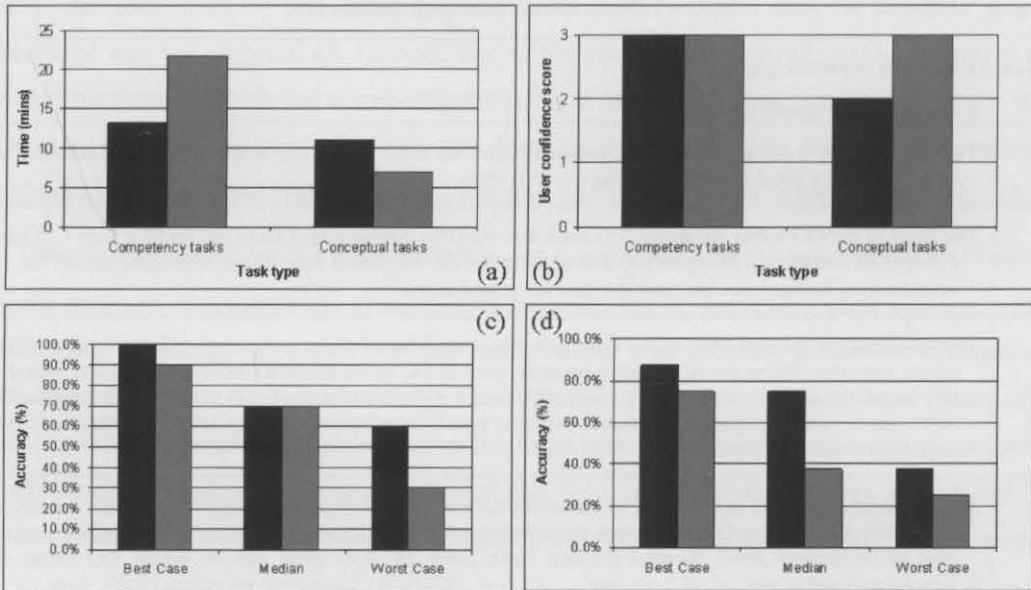 25
20
15
10
5
0
Time (mins)
Competency tasks
Conceptual tasks
Task type
(a)
3
2
1
0
User confidence score
Competency tasks
Conceptual tasks
Task type
(b)
(c)
100.0%
90.0%
80.0%
70.0%
60.0%
50.0%
40.0%
30.0%
20.0%
10.0%
0.0%
Accuracy (%)
Best Case
Median
Worst Case
(d)
100.0%
80.0%
60.0%
40.0%
20.0%
0.0%
Accuracy (%)
Best Case
Median
Worst Case